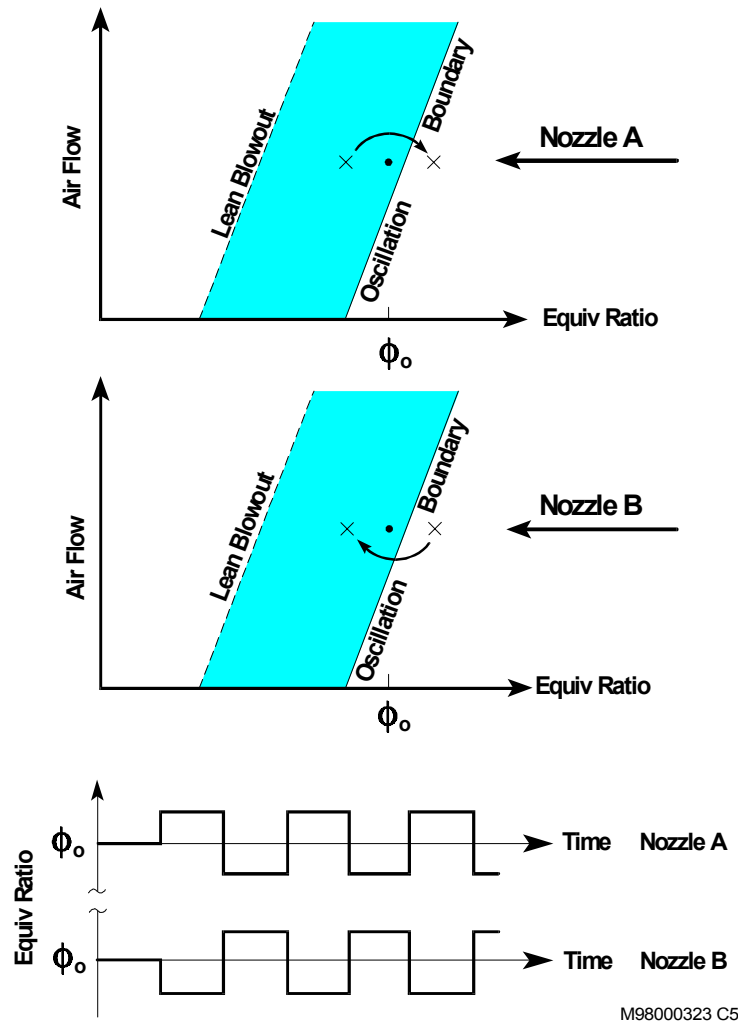 Air Flow
Lean Blowout
Oscillation Boundary
Nozzle A
Equiv Ratio
ϕo
Air Flow
Lean Blowout
Oscillation Boundary
Nozzle B
Equiv Ratio
ϕo
Equiv Ratio
ϕo
Time Nozzle A
ϕo
Time Nozzle B
M98000323 C5